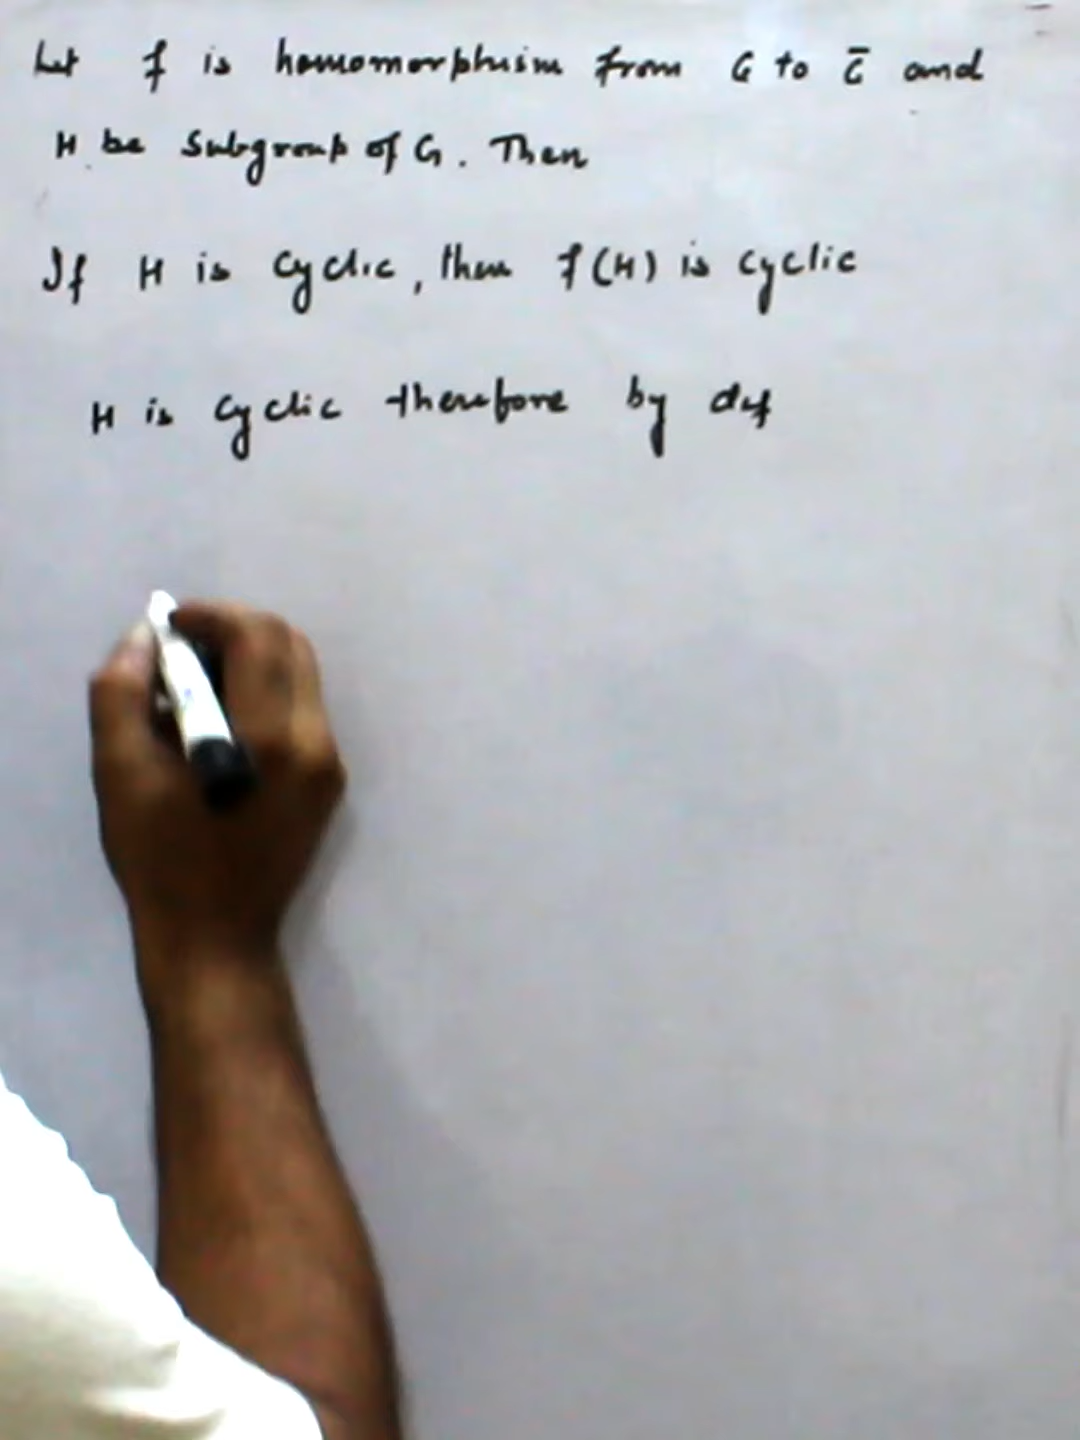 Let f is homomorphism from G to G̅ and
H be Subgroup of G. Then
If H is Cyclic, then f(H) is cyclic
H is Cyclic therefore by def